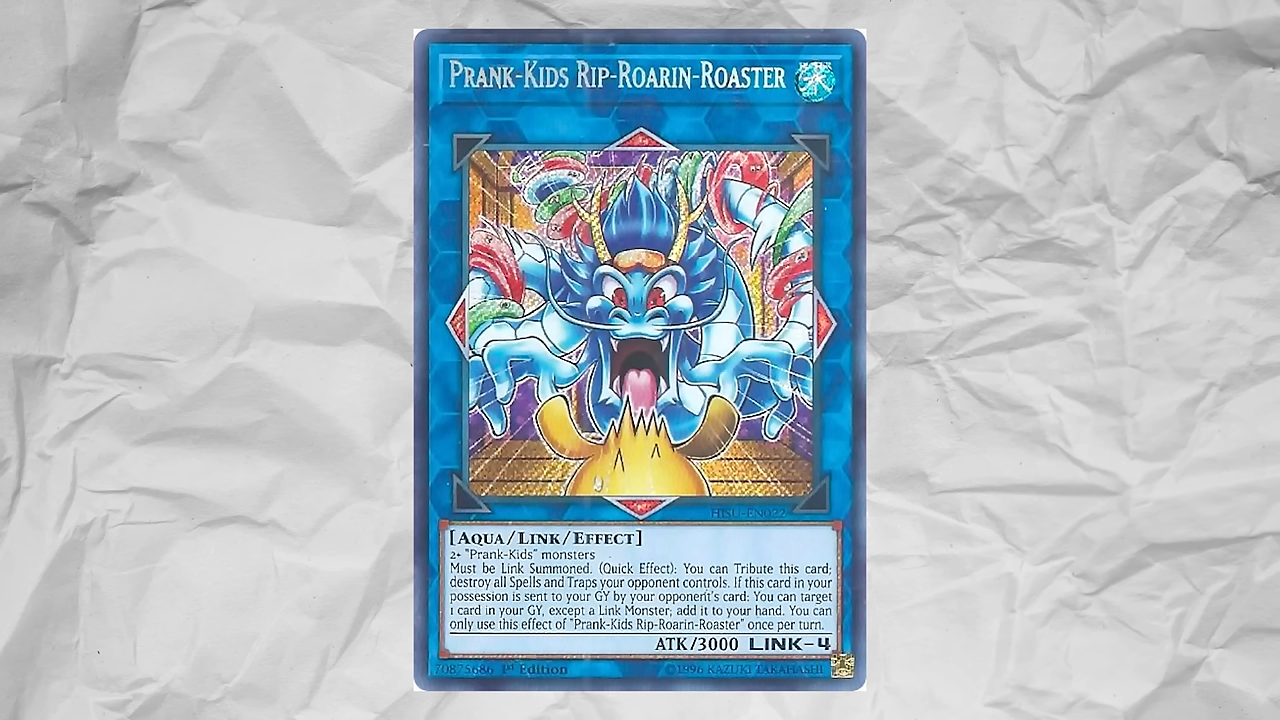 PRANK-KIDS RIP-ROARIN-ROASTER
HISU-EN022
[AQUA/LINK/EFFECT]
2+ "Prank-Kids" monsters
Must be Link Summoned. (Quick Effect): You can Tribute this card;
destroy all Spells and Traps your opponent controls. If this card in your
possession is sent to your GY by your opponent's card: You can target
1 card in your GY, except a Link Monster; add it to your hand. You can
only use this effect of "Prank-Kids Rip-Roarin-Roaster" once per turn.
ATK/3000 LINK-4
70875686 1st Edition ©1996 KAZUKI TAKAHASHI